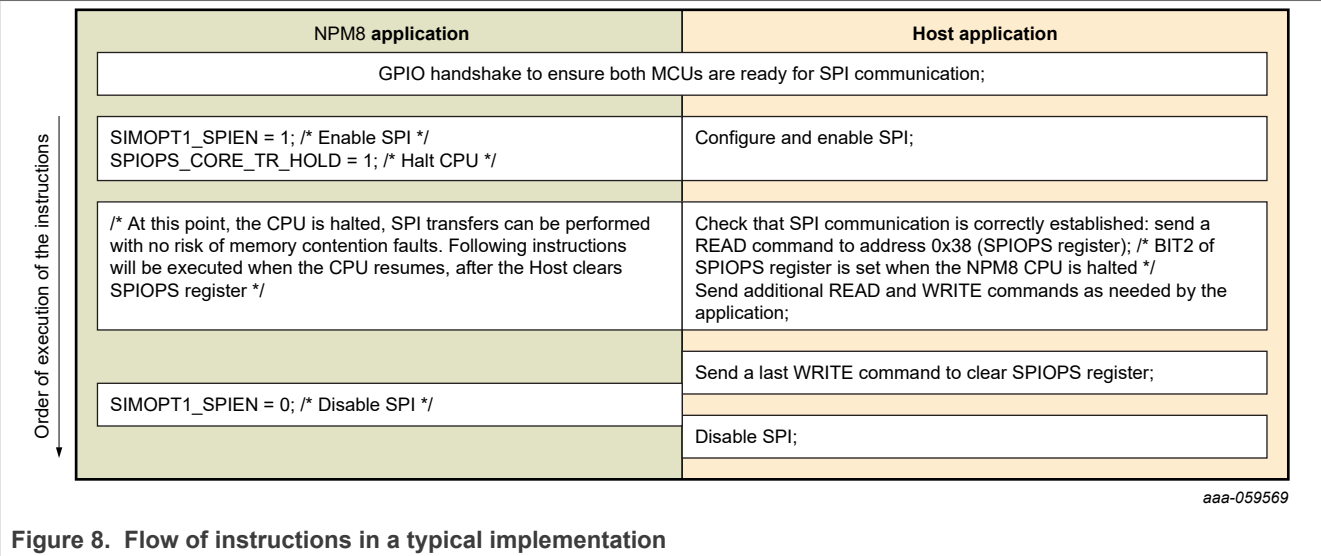 NPM8 application
Host application
GPIO handshake to ensure both MCUs are ready for SPI communication;
Order of execution of the instructions
SIMOPT1_SPIEN = 1; /* Enable SPI */
SPIOPS_CORE_TR_HOLD = 1; /* Halt CPU */
Configure and enable SPI;
/* At this point, the CPU is halted, SPI transfers can be performed
with no risk of memory contention faults. Following instructions
will be executed when the CPU resumes, after the Host clears
SPIOPS register */
Check that SPI communication is correctly established: send a
READ command to address 0x38 (SPIOPS register); /* BIT2 of
SPIOPS register is set when the NPM8 CPU is halted */
Send additional READ and WRITE commands as needed by the
application;
Send a last WRITE command to clear SPIOPS register;
SIMOPT1_SPIEN = 0; /* Disable SPI */
Disable SPI;
aaa-059569
Figure 8. Flow of instructions in a typical implementation